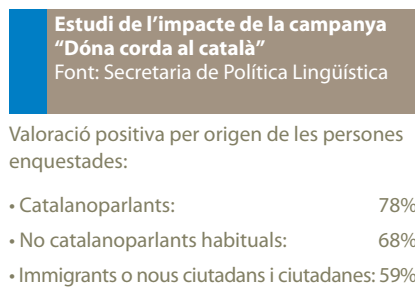 Estudi de l’impacte de la campanya
“Dóna corda al català”
Font: Secretaria de Política Lingüística
Valoració positiva per origen de les persones
enquestades:
• Catalanoparlants: 78%
• No catalanoparlants habituals: 68%
• Immigrants o nous ciutadans i ciutadanes: 59%